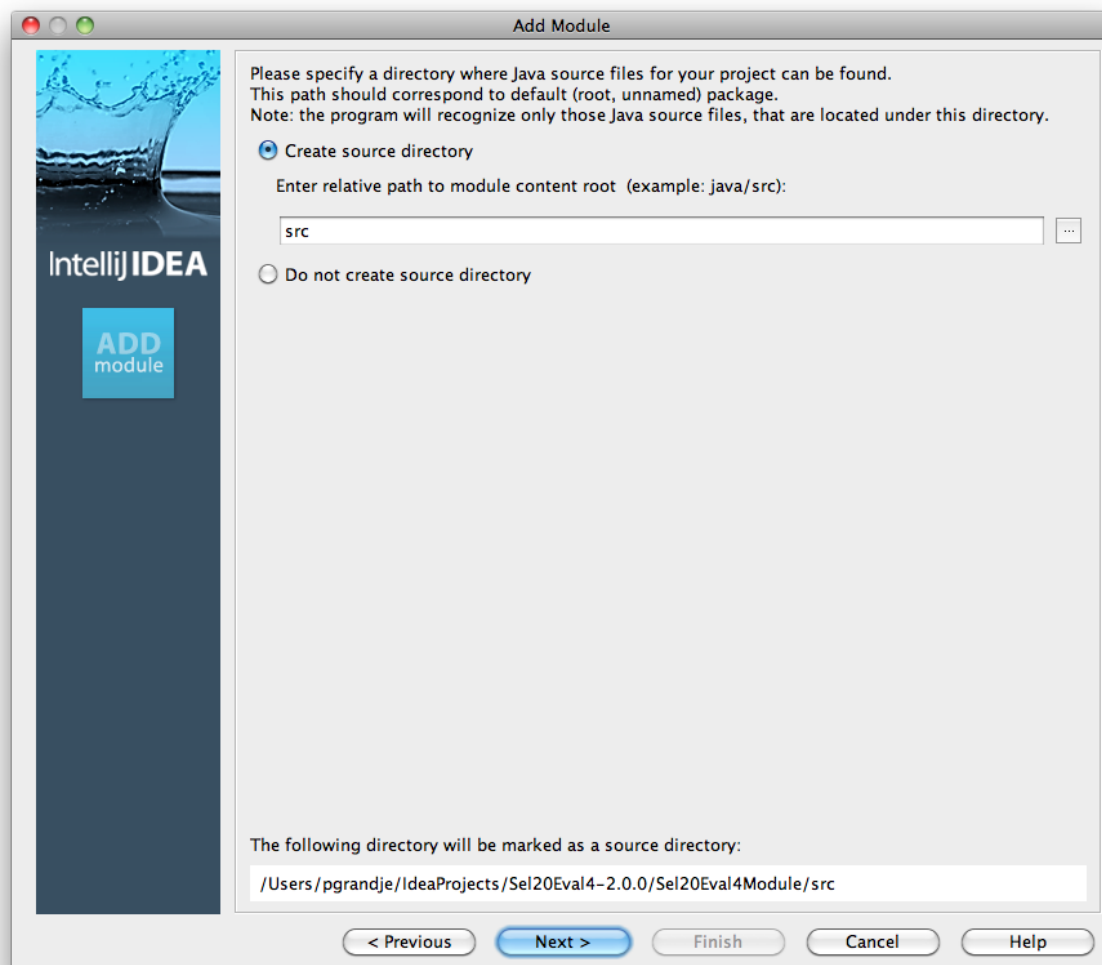 Add Module
IntelliJ IDEA
ADD
module
Please specify a directory where Java source files for your project can be found.
This path should correspond to default (root, unnamed) package.
Note: the program will recognize only those Java source files, that are located under this directory.
Create source directory
Enter relative path to module content root (example: java/src):
src
...
Do not create source directory
The following directory will be marked as a source directory:
/Users/pgrandje/IdeaProjects/Sel20Eval4-2.0.0/Sel20Eval4Module/src
< Previous Next > Finish Cancel Help